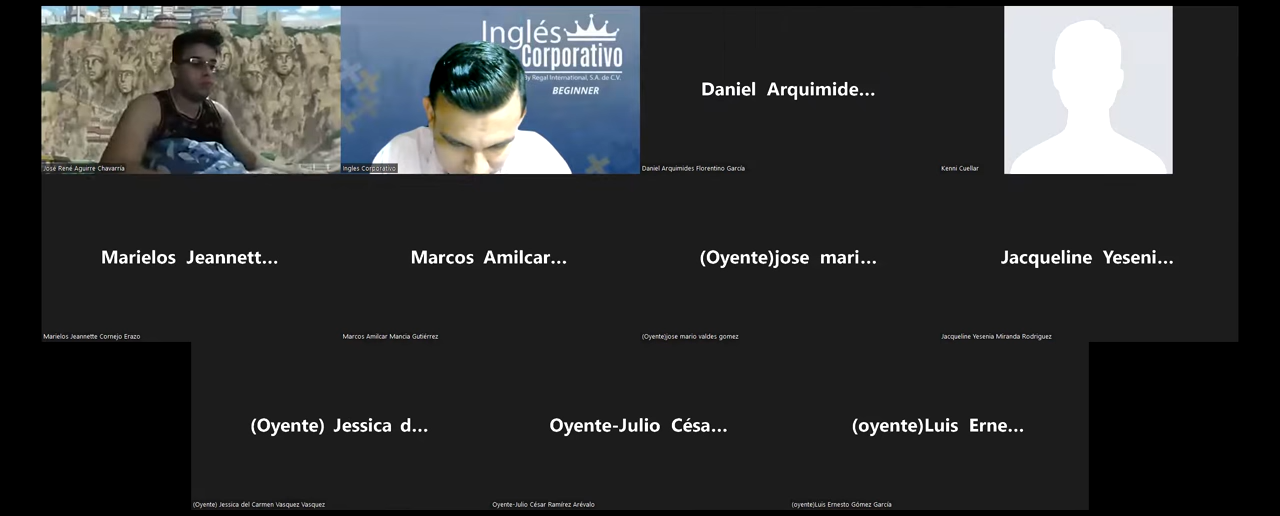 Inglés
Corporativo
by Regal International, S.A. de C.V.
BEGINNER
José René Aguirre Chavarría
Ingles Corporativo
Daniel Arquimide...
Daniel Arquimides Florentino García
Kenni Cuellar
Marielos Jeannett...
Marielos Jeannette Cornejo Erazo
Marcos Amilcar...
Marcos Amilcar Mancia Gutiérrez
(Oyente)jose mari...
(Oyente)jose mario valdes gomez
Jacqueline Yeseni...
Jacqueline Yesenia Miranda Rodriguez
(Oyente) Jessica d...
(Oyente) Jessica del Carmen Vasquez Vasquez
Oyente-Julio Césa...
Oyente-Julio César Ramírez Arévalo
(oyente)Luis Erne...
(oyente)Luis Ernesto Gómez García